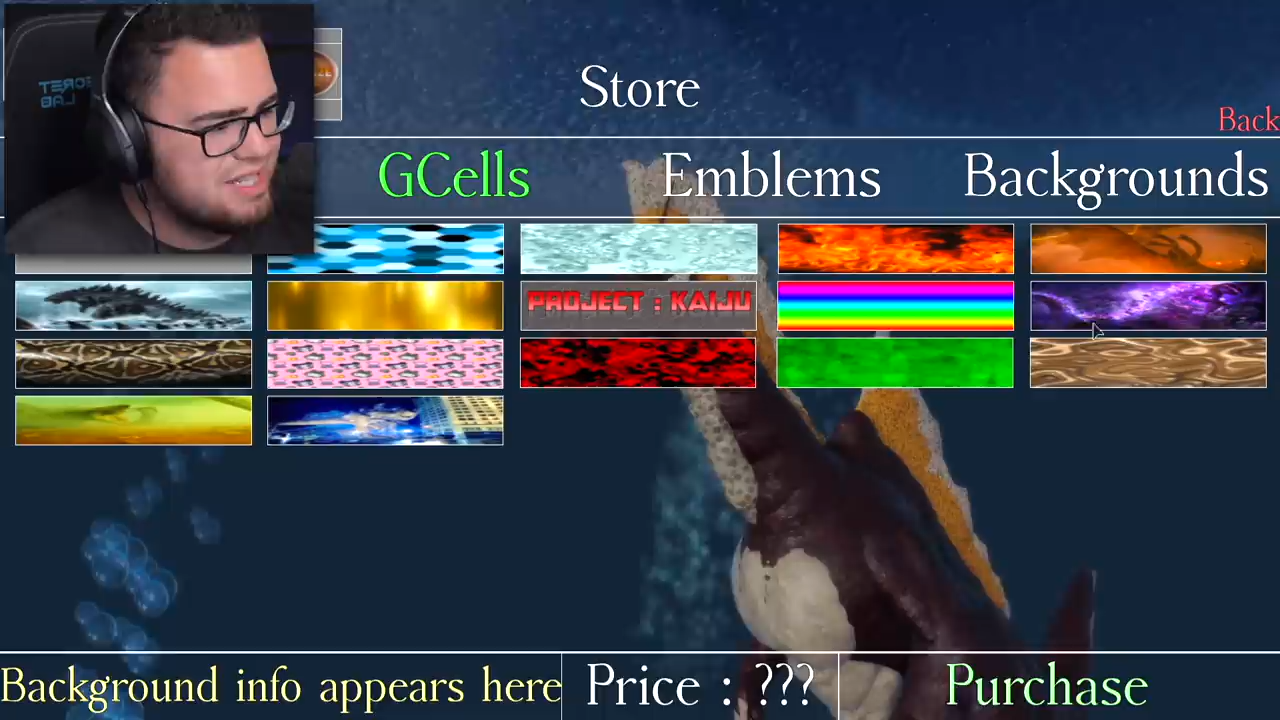 Store
Back
GCells
Emblems
Backgrounds
PROJECT : KAIJU
Background info appears here
Price : ???
Purchase